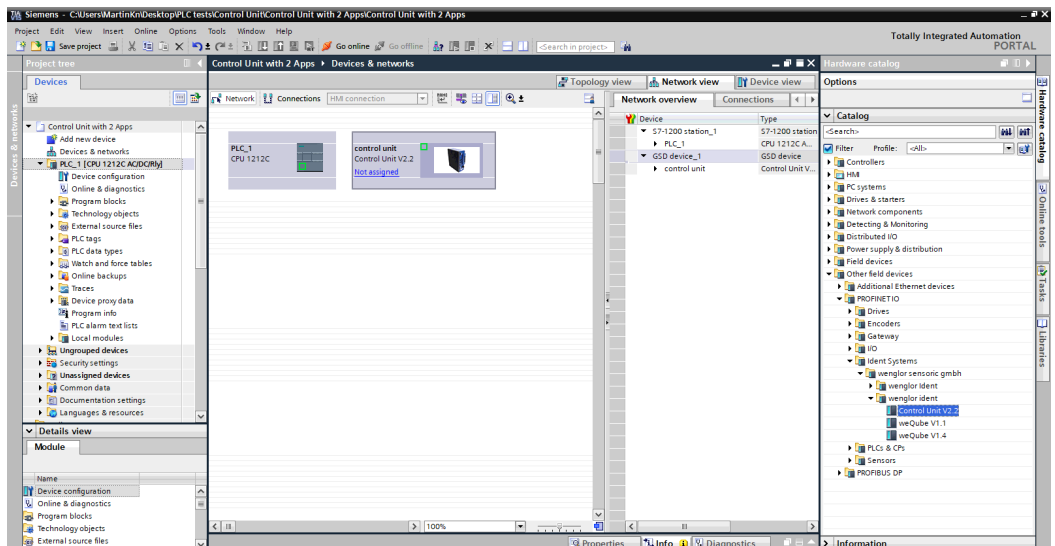 Siemens - C:\Users\MartinKn\Desktop\PLC tests\Control Unit\Control Unit with 2 Apps\Control Unit with 2 Apps
Project Edit View Insert Online Options Tools Window Help
Save project Go online Go offline <Search in project>
Totally Integrated Automation
PORTAL
Project tree
Devices
Devices & networks
Control Unit with 2 Apps
Add new device
Devices & networks
PLC_1 [CPU 1212C AC/DC/Rly]
Device configuration
Online & diagnostics
Program blocks
Technology objects
External source files
PLC tags
PLC data types
Watch and force tables
Online backups
Traces
Device proxy data
Program info
PLC alarm text lists
Local modules
Ungrouped devices
Security settings
Unassigned devices
Common data
Documentation settings
Languages & resources
Details view
Module
Name
Device configuration
Online & diagnostics
Program blocks
Technology objects
External source files
Control Unit with 2 Apps Devices & networks
Topology view Network view Device view
Network Connections HMI connection
PLC_1
CPU 1212C
control unit
Control Unit V2.2
Not assigned
100%
Network overview Connections
Device Type
S7-1200 station_1 S7-1200 station
PLC_1 CPU 1212C A...
GSD device_1 GSD device
control unit Control Unit V...
Properties Info Diagnostics
Hardware catalog
Options
Catalog
<Search>
Filter Profile: <All>
Controllers
HMI
PC systems
Drives & starters
Network components
Detecting & Monitoring
Distributed I/O
Power supply & distribution
Field devices
Other field devices
Additional Ethernet devices
PROFINET IO
Drives
Encoders
Gateway
I/O
Ident Systems
wenglor sensoric gmbh
wenglor Ident
wenglor ident
Control Unit V2.2
weQube V1.1
weQube V1.4
PLCs & CPs
Sensors
PROFIBUS DP
Information
Hardware catalog
Online tools
Tasks
Libraries